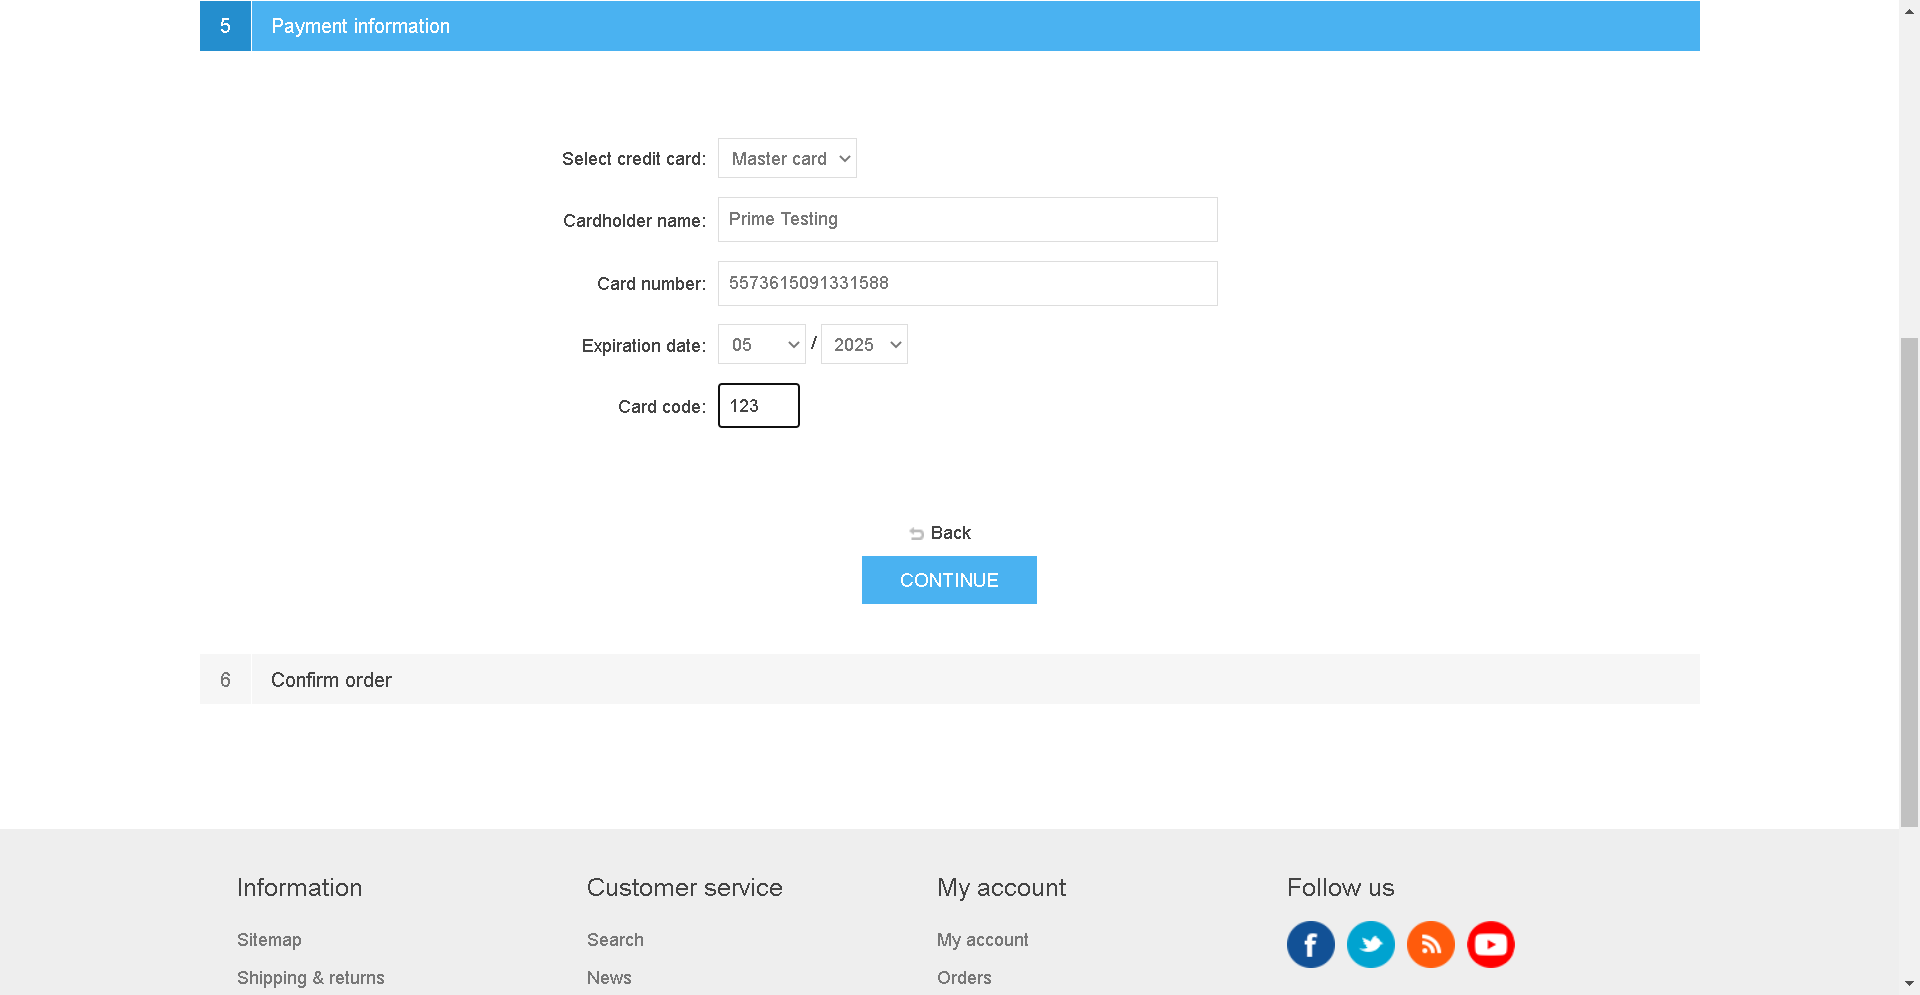 5 Payment information
Select credit card: Master card
Cardholder name: Prime Testing
Card number: 5573615091331588
Expiration date: 05 / 2025
Card code: 123
Back
CONTINUE
6 Confirm order
Information
Sitemap
Shipping & returns
Customer service
Search
News
My account
My account
Orders
Follow us